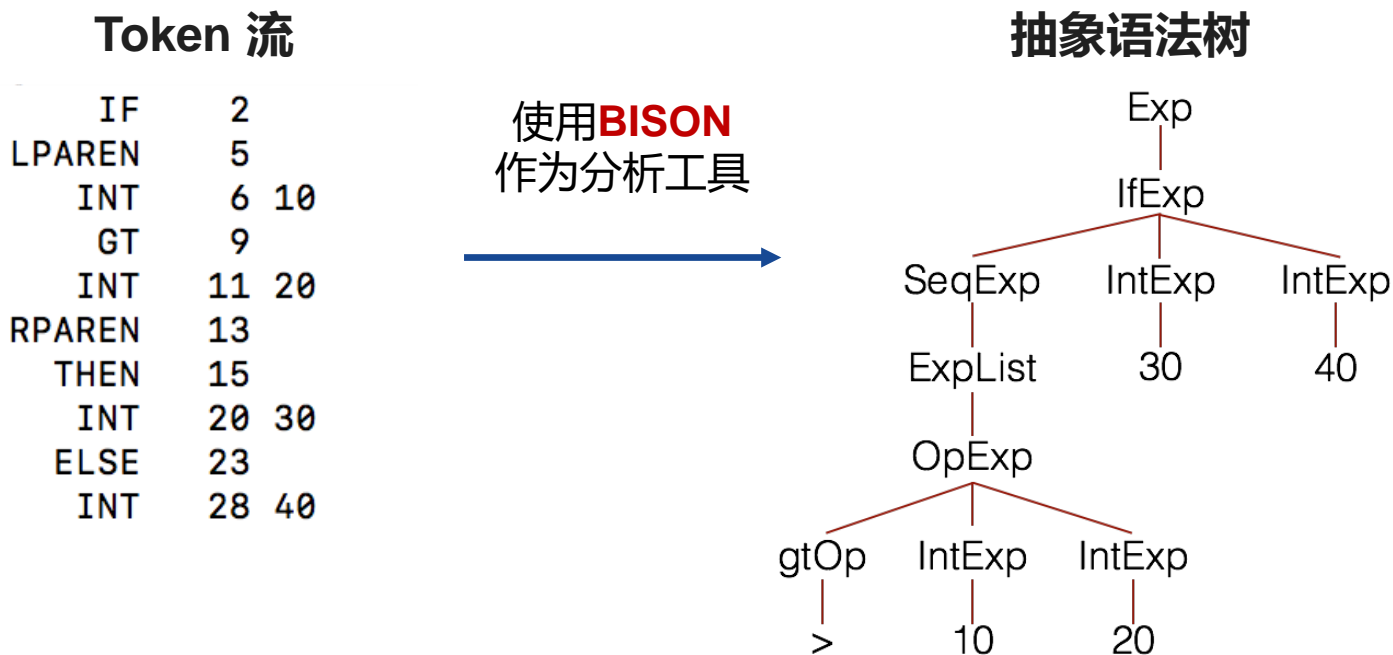 Token 流
IF 2
LPAREN 5
INT 6 10
GT 9
INT 11 20
RPAREN 13
THEN 15
INT 20 30
ELSE 23
INT 28 40
使用BISON
作为分析工具
抽象语法树
Exp
IfExp
SeqExp IntExp IntExp
ExpList 30 40
OpExp
gtOp IntExp IntExp
> 10 20